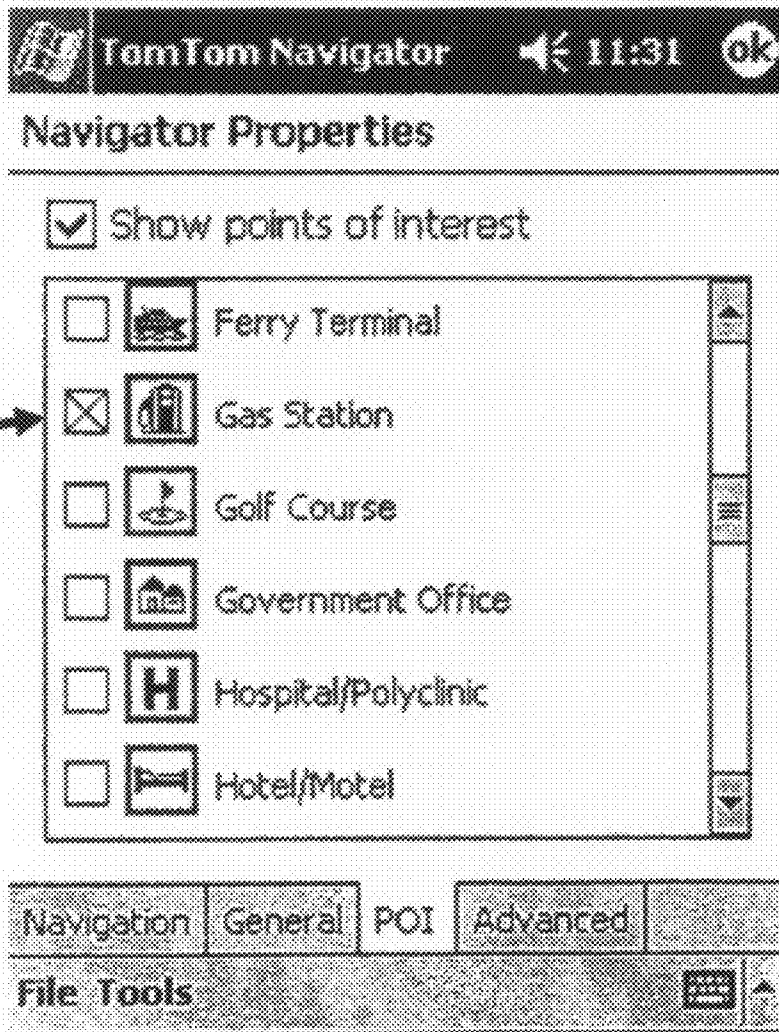 TomTom Navigator 11:31 ok
Navigator Properties
Show points of interest
Ferry Terminal
Gas Station
Golf Course
Government Office
H Hospital/Polyclinic
Hotel/Motel
Navigation General POI Advanced
File Tools